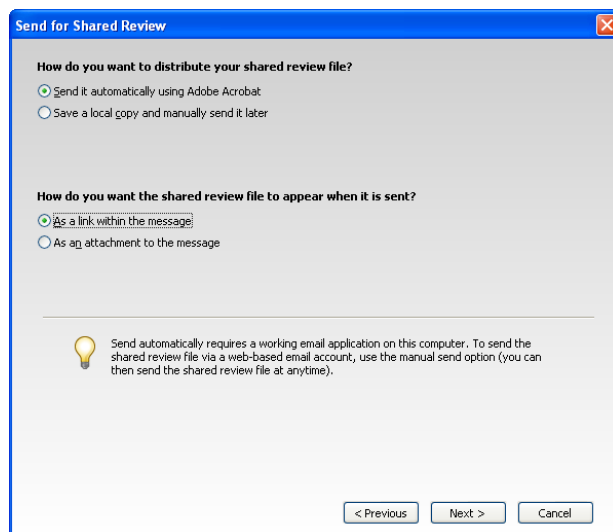 Send for Shared Review
How do you want to distribute your shared review file?
Send it automatically using Adobe Acrobat
Save a local copy and manually send it later
How do you want the shared review file to appear when it is sent?
As a link within the message
As an attachment to the message
Send automatically requires a working email application on this computer. To send the
shared review file via a web-based email account, use the manual send option (you can
then send the shared review file at anytime).
< Previous
Next >
Cancel